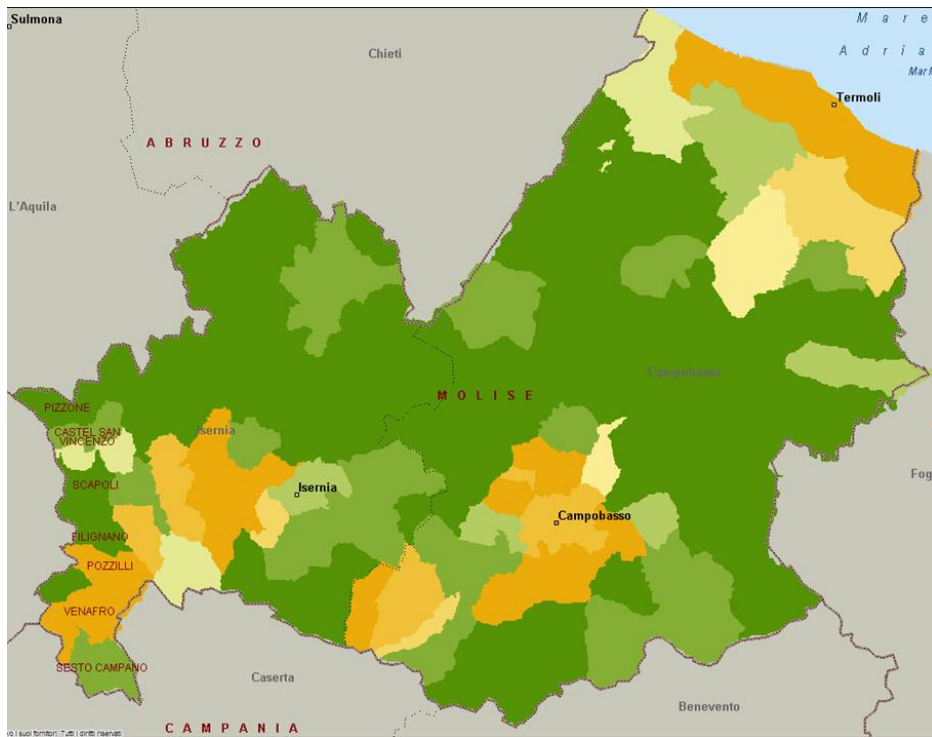 Sulmona
Mare
Adria
Mar M
Chieti
Termoli
ABRUZZO
L'Aquila
Campobasso
MOLISE
PIZZONE
CASTEL SAN
VINCENZO
Isernia
SCAPOLI
Isernia
Fog
Campobasso
FILIGNANO
POZZILLI
VENAFRO
SESTO CAMPANO
Caserta
Benevento
CAMPANIA
i suoi fornitori. Tutti i diritti riservati